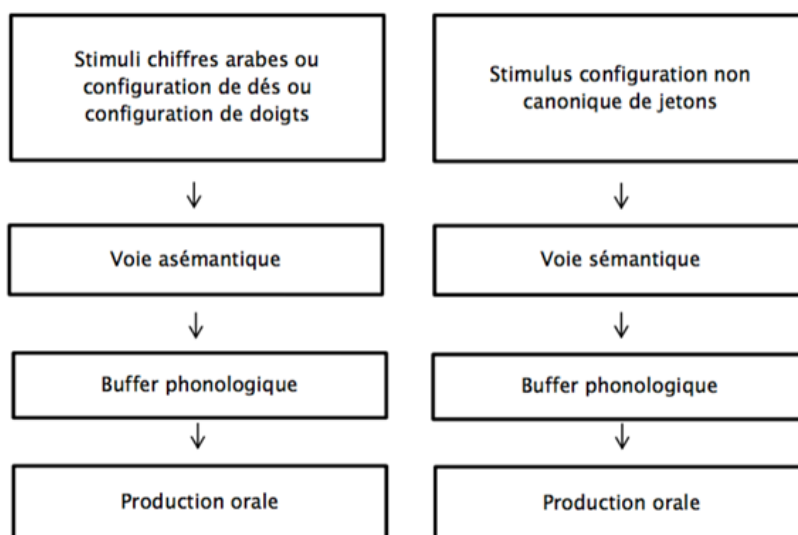 Stimuli chiffres arabes ou
configuration de dés ou
configuration de doigts
Voie asémantique
Buffer phonologique
Production orale
Stimulus configuration non
canonique de jetons
Voie sémantique
Buffer phonologique
Production orale